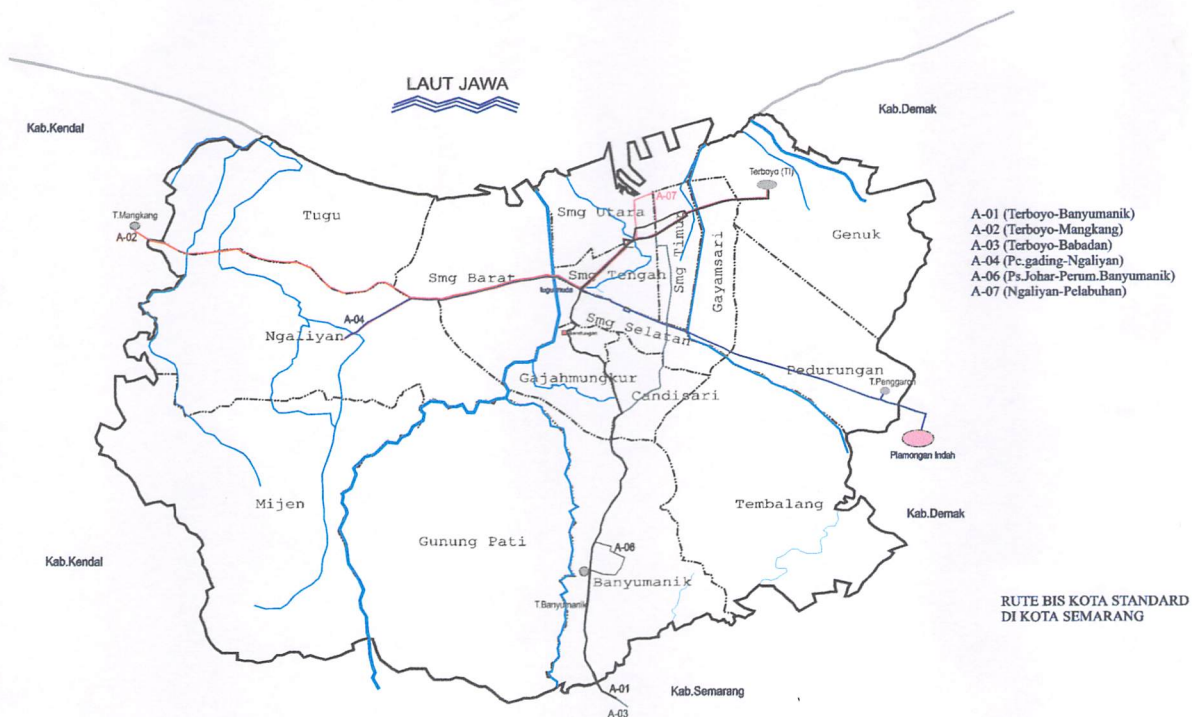 LAUT JAWA
Kab.Kendal
Kab.Demak
Terboyo (TI)
A-07
Smg Utara
T.Mangkang
A-02
Tugu
Genuk
A-01 (Terboyo-Banyumanik)
A-02 (Terboyo-Mangkang)
A-03 (Terboyo-Babadan)
A-04 (Pc.gading-Ngaliyan)
A-06 (Ps.Johar-Perum.Banyumanik)
A-07 (Ngaliyan-Pelabuhan)
Smg Timur
Gayamsari
Smg Barat
Smg Tengah
tugumuda
A-04
Ngaliyan
Smg Selatan
Gajahmungkur
Candisari
Pedurungan
T.Penggaron
Plamongan Indah
Mijen
Tembalang
Kab.Demak
Gunung Pati
A-06
Kab.Kendal
Banyumanik
T.Banyumanik
RUTE BIS KOTA STANDARD
DI KOTA SEMARANG
A-01
Kab.Semarang
A-03